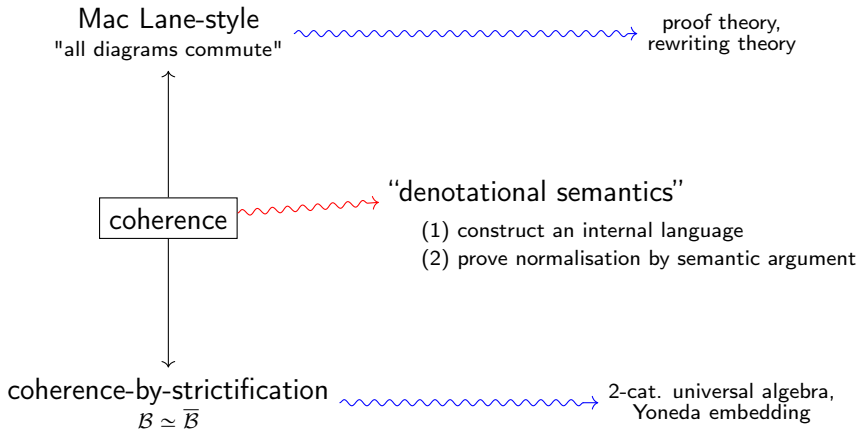 Mac Lane-style
"all diagrams commute"
proof theory,
rewriting theory
coherence
“denotational semantics”
(1) construct an internal language
(2) prove normalisation by semantic argument
coherence-by-strictification
ℬ ≃ ℬ̅
2-cat. universal algebra,
Yoneda embedding